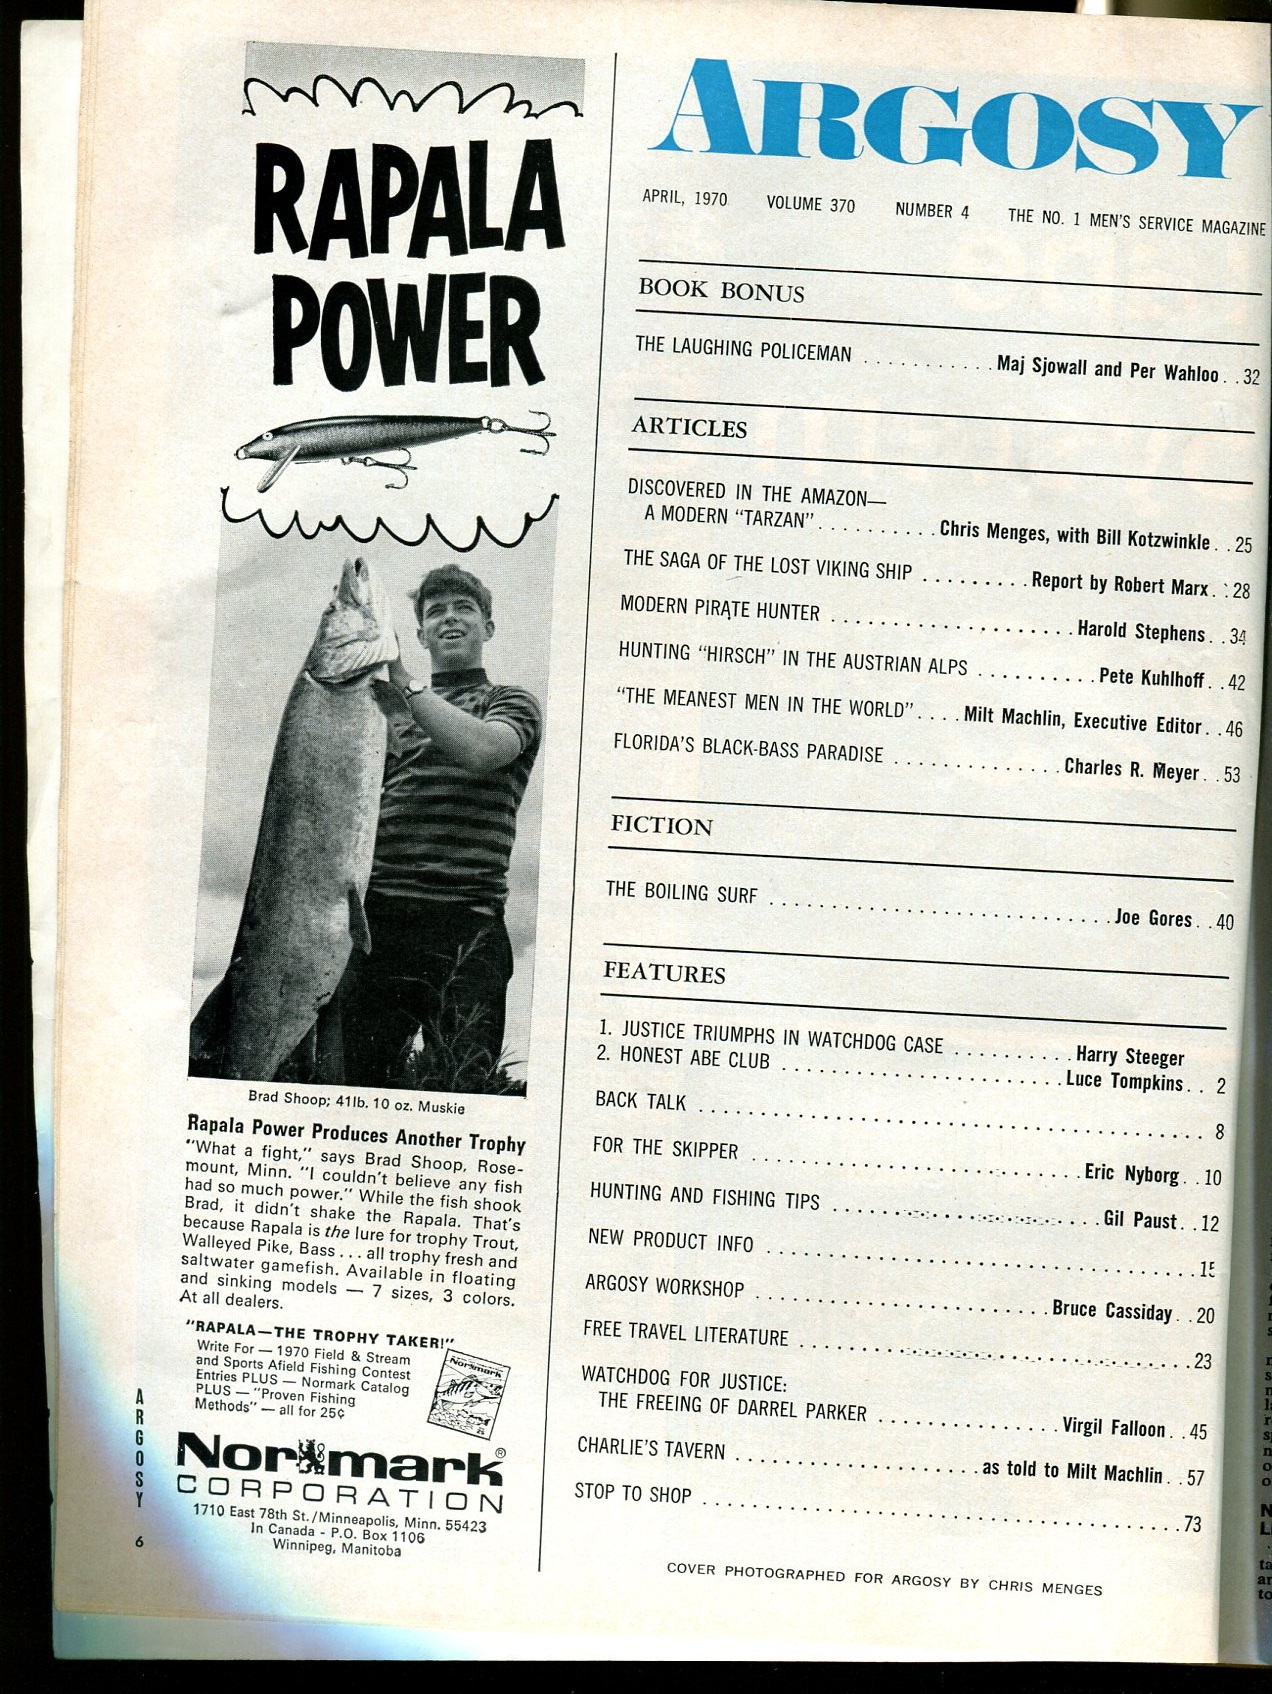 RAPALA
POWER
Brad Shoop; 41lb. 10 oz. Muskie
Rapala Power Produces Another Trophy
"What a fight," says Brad Shoop, Rose-
mount, Minn. "I couldn't believe any fish
had so much power." While the fish shook
Brad, it didn't shake the Rapala. That's
because Rapala is the lure for trophy Trout,
Walleyed Pike, Bass . . . all trophy fresh and
saltwater gamefish. Available in floating
and sinking models — 7 sizes, 3 colors.
At all dealers.
"RAPALA—THE TROPHY TAKER!"
Write For — 1970 Field & Stream
and Sports Afield Fishing Contest
Entries PLUS — Normark Catalog
PLUS — "Proven Fishing
Methods" — all for 25¢
Normark
Normark®
CORPORATION
1710 East 78th St./Minneapolis, Minn. 55423
In Canada - P.O. Box 1106
Winnipeg, Manitoba
ARGOSY
6
ARGOSY
APRIL, 1970 VOLUME 370 NUMBER 4 THE NO. 1 MEN'S SERVICE MAGAZINE
BOOK BONUS
THE LAUGHING POLICEMAN . . . . . . . . . . . Maj Sjowall and Per Wahloo . . 32
ARTICLES
DISCOVERED IN THE AMAZON—
A MODERN "TARZAN" . . . . . . . . . . Chris Menges, with Bill Kotzwinkle . . 25
THE SAGA OF THE LOST VIKING SHIP . . . . . . . . . Report by Robert Marx . . 28
MODERN PIRATE HUNTER . . . . . . . . . . . . . . . . . . . . . Harold Stephens . . 34
HUNTING "HIRSCH" IN THE AUSTRIAN ALPS . . . . . . . . . . Pete Kuhlhoff . . 42
"THE MEANEST MEN IN THE WORLD" . . . . Milt Machlin, Executive Editor . . 46
FLORIDA'S BLACK-BASS PARADISE . . . . . . . . . . . . . . Charles R. Meyer . . 53
FICTION
THE BOILING SURF . . . . . . . . . . . . . . . . . . . . . . . . . . . . . Joe Gores . . 40
FEATURES
1. JUSTICE TRIUMPHS IN WATCHDOG CASE . . . . . . . . . . Harry Steeger
2. HONEST ABE CLUB . . . . . . . . . . . . . . . . . . . . . . . . Luce Tompkins . . 2
BACK TALK . . . . . . . . . . . . . . . . . . . . . . . . . . . . . . . . . . . . . . . . . . 8
FOR THE SKIPPER . . . . . . . . . . . . . . . . . . . . . . . . . . . . Eric Nyborg . . 10
HUNTING AND FISHING TIPS . . . . . . . . . . . . . . . . . . . . . . . Gil Paust . . 12
NEW PRODUCT INFO . . . . . . . . . . . . . . . . . . . . . . . . . . . . . . . . . . . . 15
ARGOSY WORKSHOP . . . . . . . . . . . . . . . . . . . . . . . . Bruce Cassiday . . 20
FREE TRAVEL LITERATURE . . . . . . . . . . . . . . . . . . . . . . . . . . . . . . . . 23
WATCHDOG FOR JUSTICE:
THE FREEING OF DARREL PARKER . . . . . . . . . . . . . . . Virgil Falloon . . 45
CHARLIE'S TAVERN . . . . . . . . . . . . . . . . . . . . as told to Milt Machlin . . 57
STOP TO SHOP . . . . . . . . . . . . . . . . . . . . . . . . . . . . . . . . . . . . . . . 73
COVER PHOTOGRAPHED FOR ARGOSY BY CHRIS MENGES